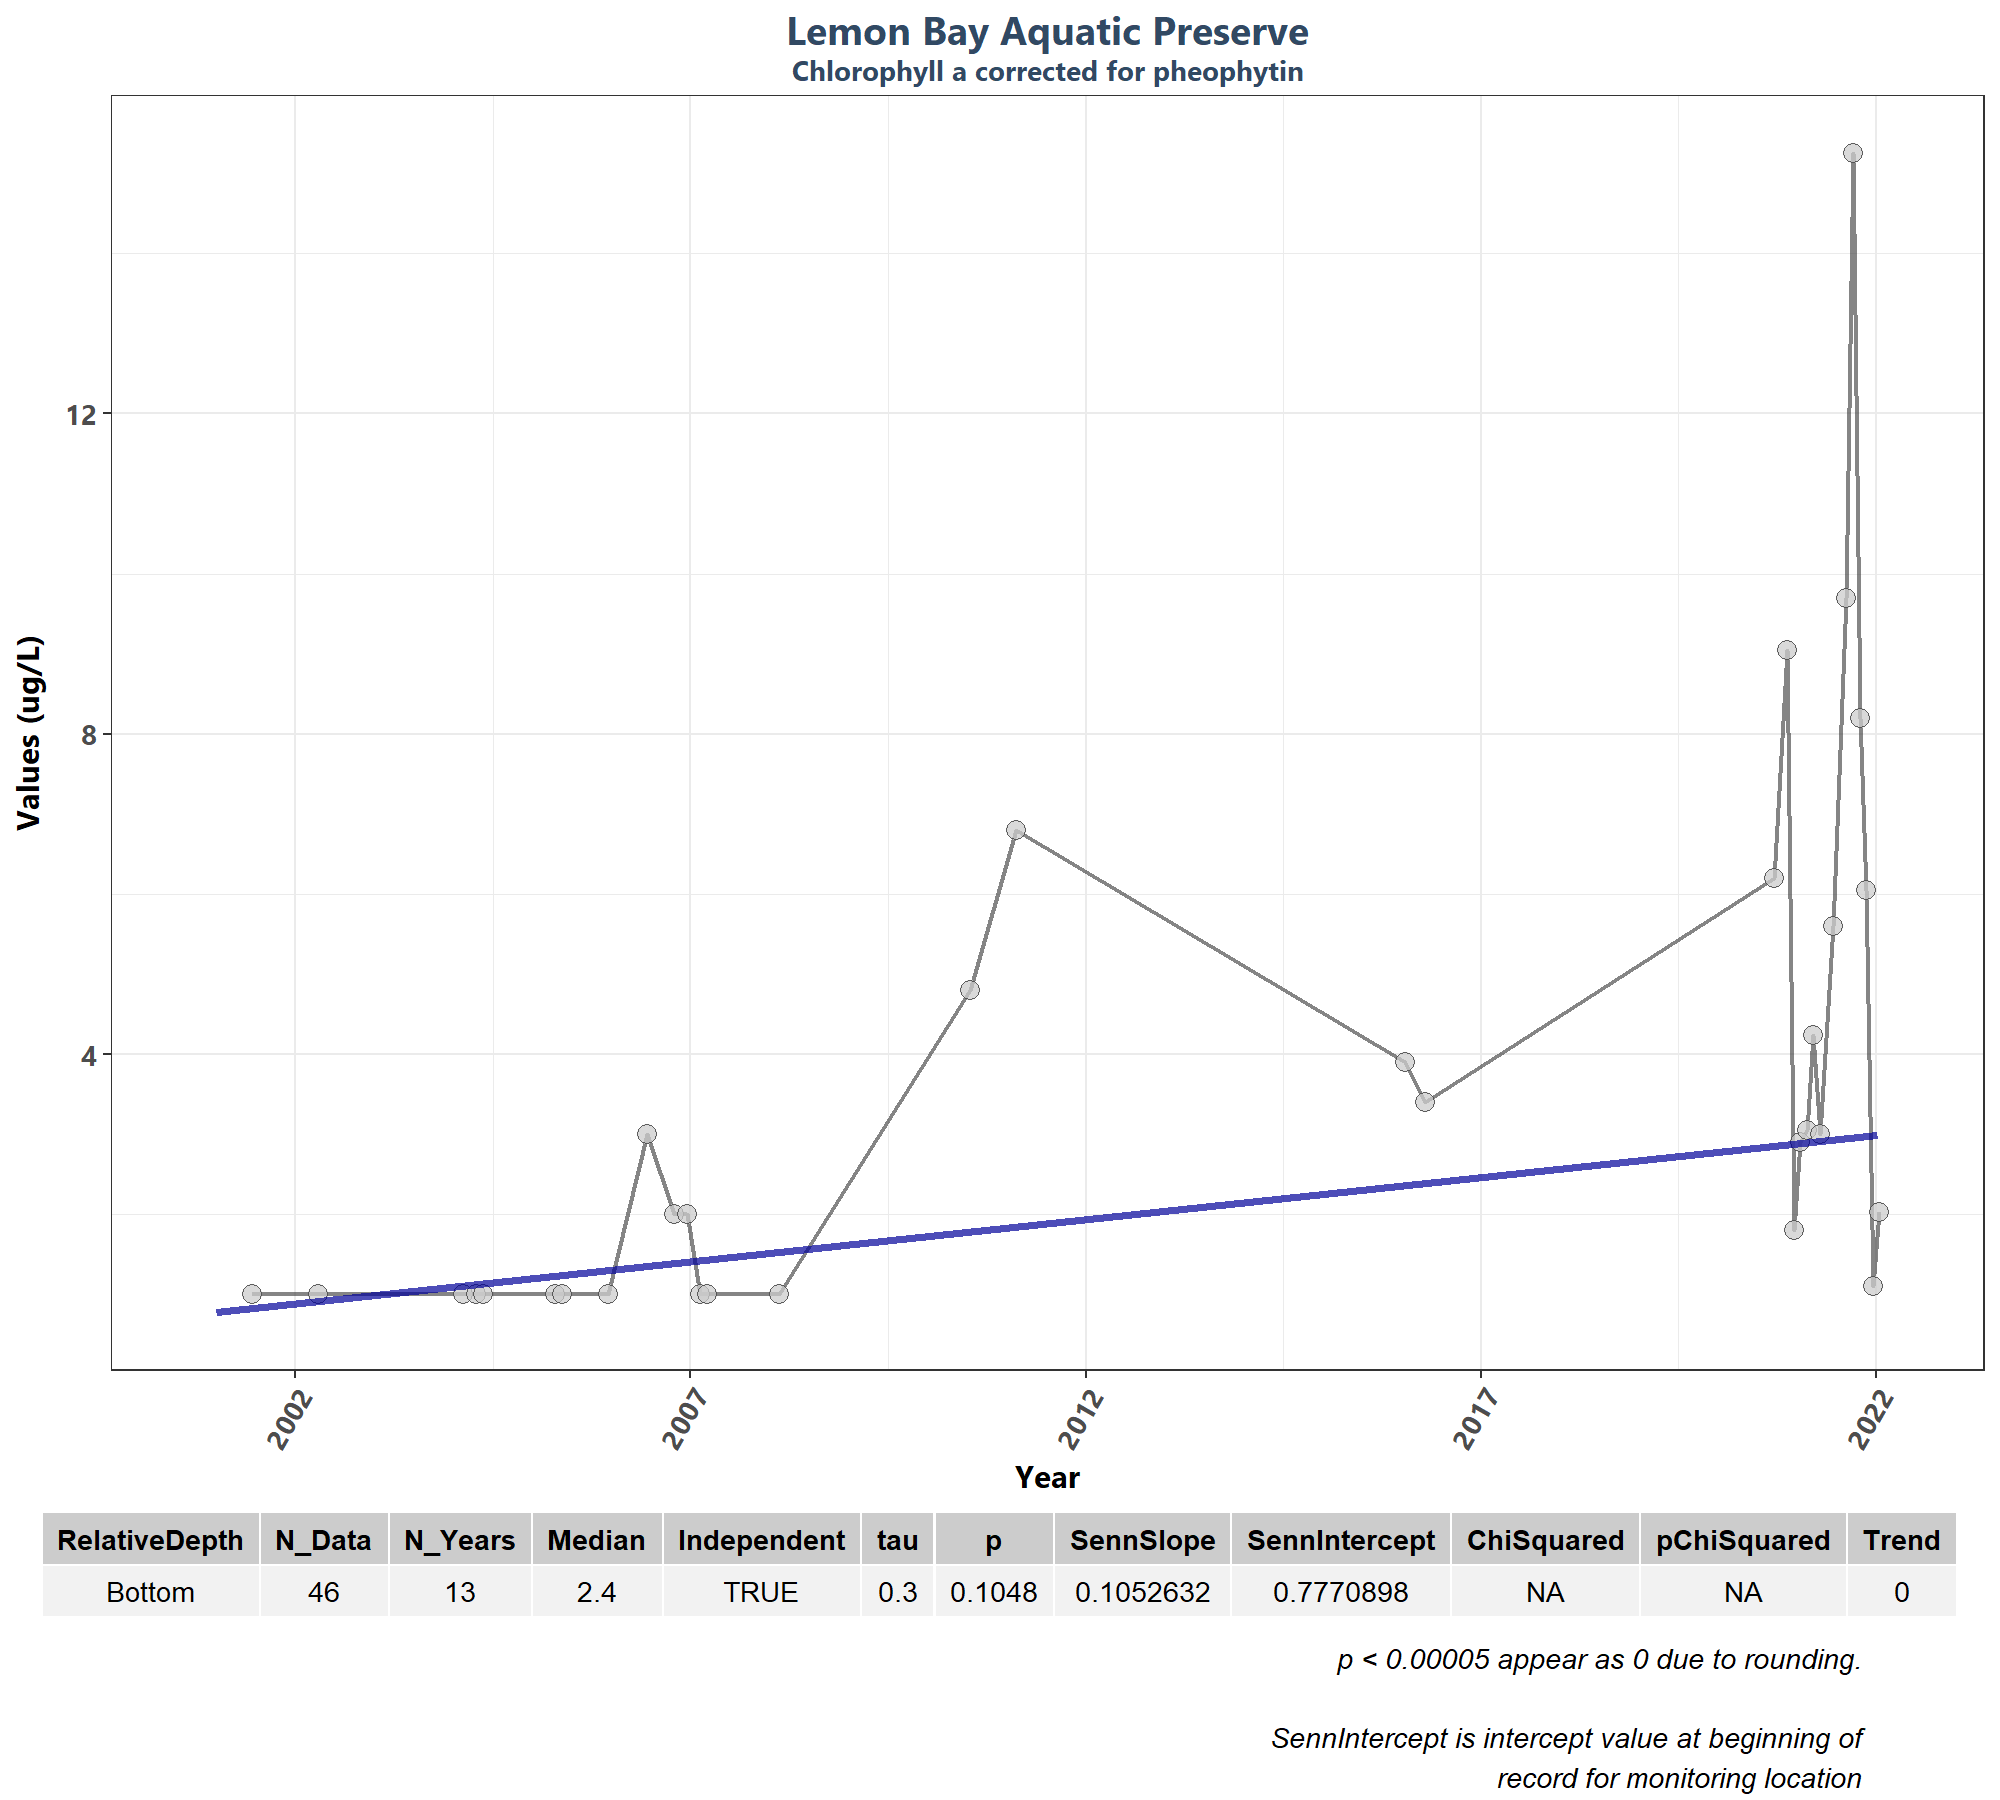 Lemon Bay Aquatic Preserve
Chlorophyll a corrected for pheophytin
Values (ug/L)
12
8
4
2002 2007 2012 2017 2022
Year
RelativeDepth N_Data N_Years Median Independent tau p SennSlope SennIntercept ChiSquared pChiSquared Trend
Bottom 46 13 2.4 TRUE 0.3 0.1048 0.1052632 0.7770898 NA NA 0
p < 0.00005 appear as 0 due to rounding.
SennIntercept is intercept value at beginning of
record for monitoring location